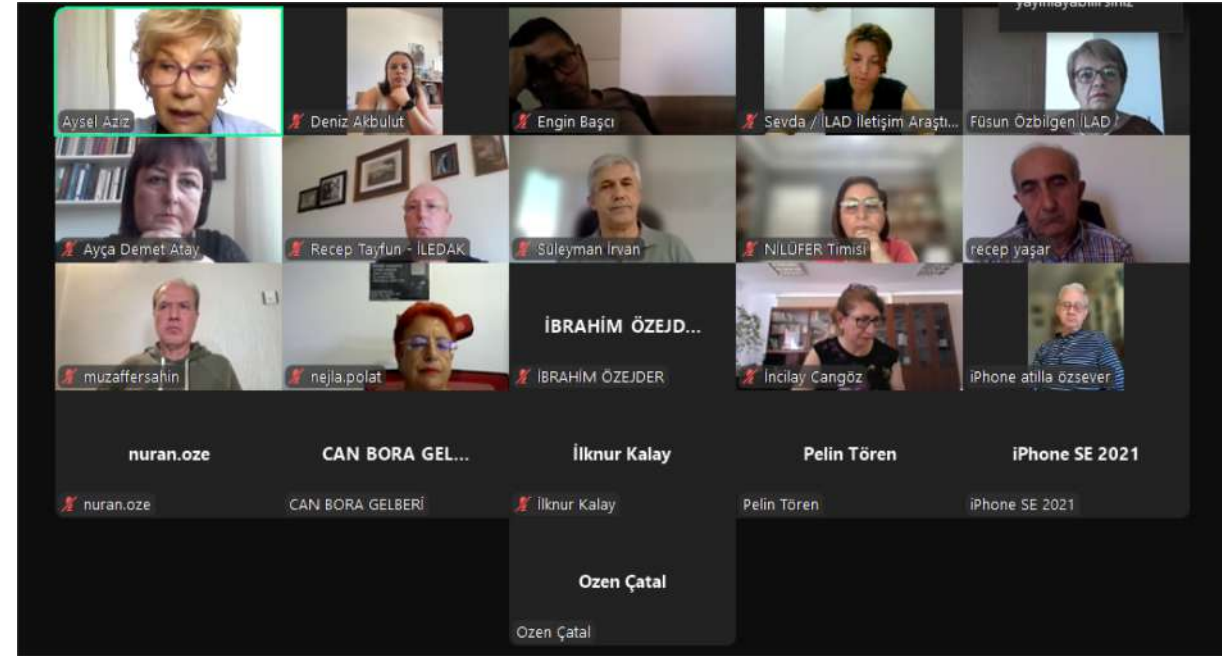 yayınlayabilirsiniz
Aysel Aziz
Deniz Akbulut
Engin Başcı
Sevda / İLAD İletişim Araştı...
Füsun Özbilgen İLAD
Ayça Demet Atay
Recep Tayfun - İLEDAK
Süleyman İrvan
NİLÜFER Timisi
recep yaşar
muzaffersahin
nejla.polat
İBRAHİM ÖZEJD...
İBRAHİM ÖZEJDER
İncilay Cangöz
iPhone atilla özsever
nuran.oze
CAN BORA GEL...
İlknur Kalay
Pelin Tören
iPhone SE 2021
nuran.oze
CAN BORA GELBERİ
İlknur Kalay
Pelin Tören
iPhone SE 2021
Ozen Çatal
Ozen Çatal